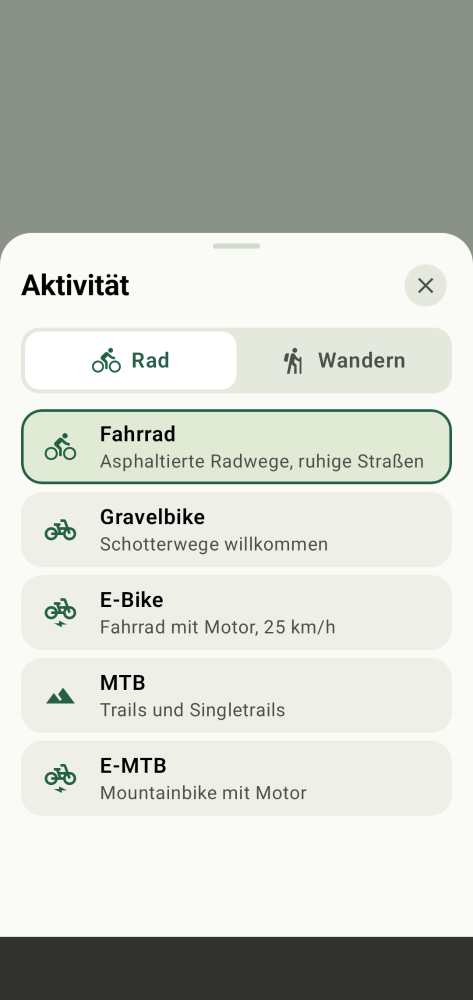 Aktivität
Rad
Wandern
Fahrrad
Asphaltierte Radwege, ruhige Straßen
Gravelbike
Schotterwege willkommen
E-Bike
Fahrrad mit Motor, 25 km/h
MTB
Trails und Singletrails
E-MTB
Mountainbike mit Motor